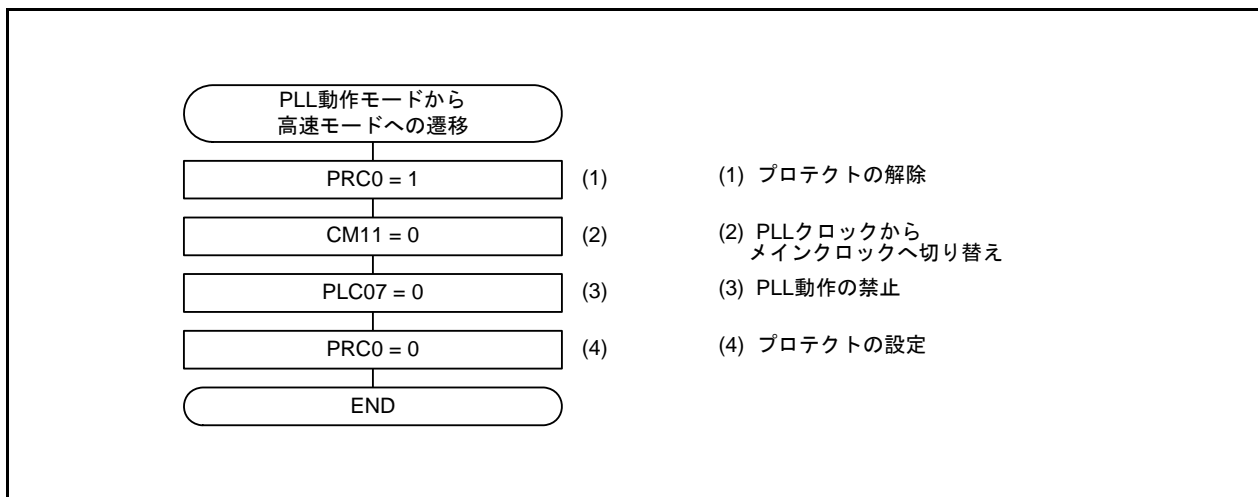 PLL動作モードから
高速モードへの遷移
PRC0 = 1
(1)
(1) プロテクトの解除
CM11 = 0
(2)
(2) PLLクロックから
メインクロックへ切り替え
PLC07 = 0
(3)
(3) PLL動作の禁止
PRC0 = 0
(4)
(4) プロテクトの設定
END